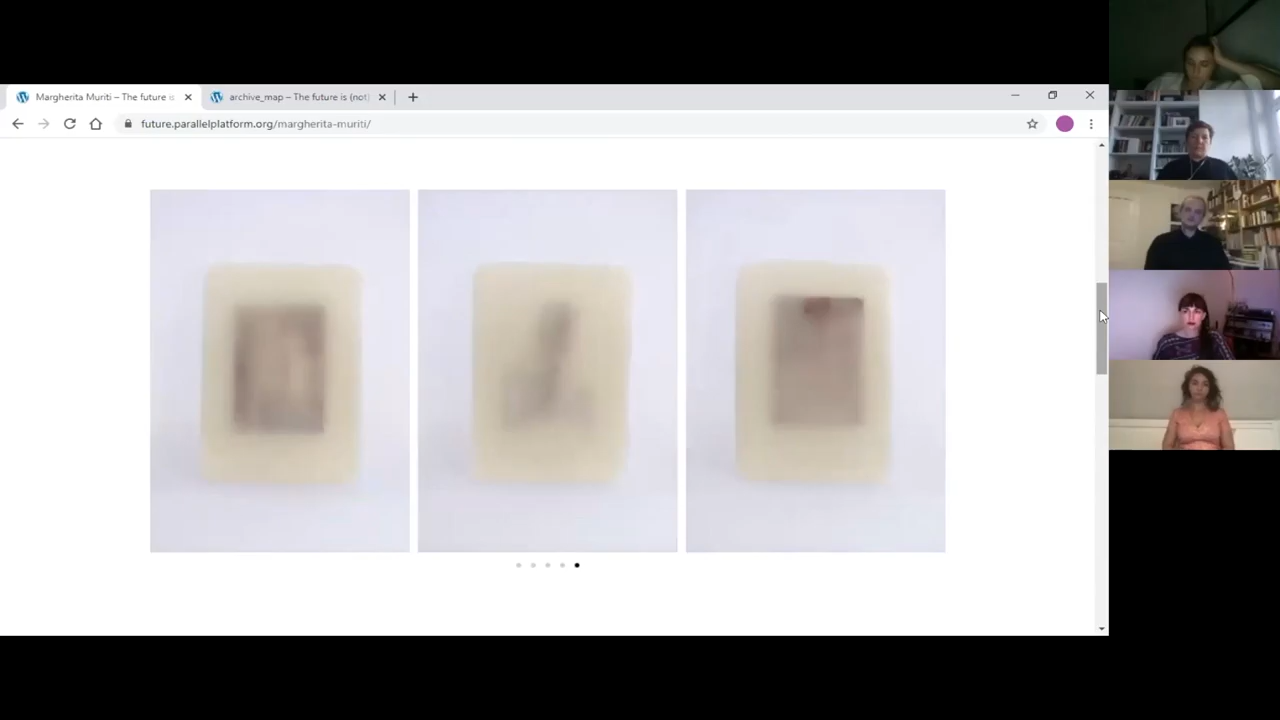 Margherita Muriti – The future is
archive_map – The future is (not)
future.parallelplatform.org/margherita-muriti/